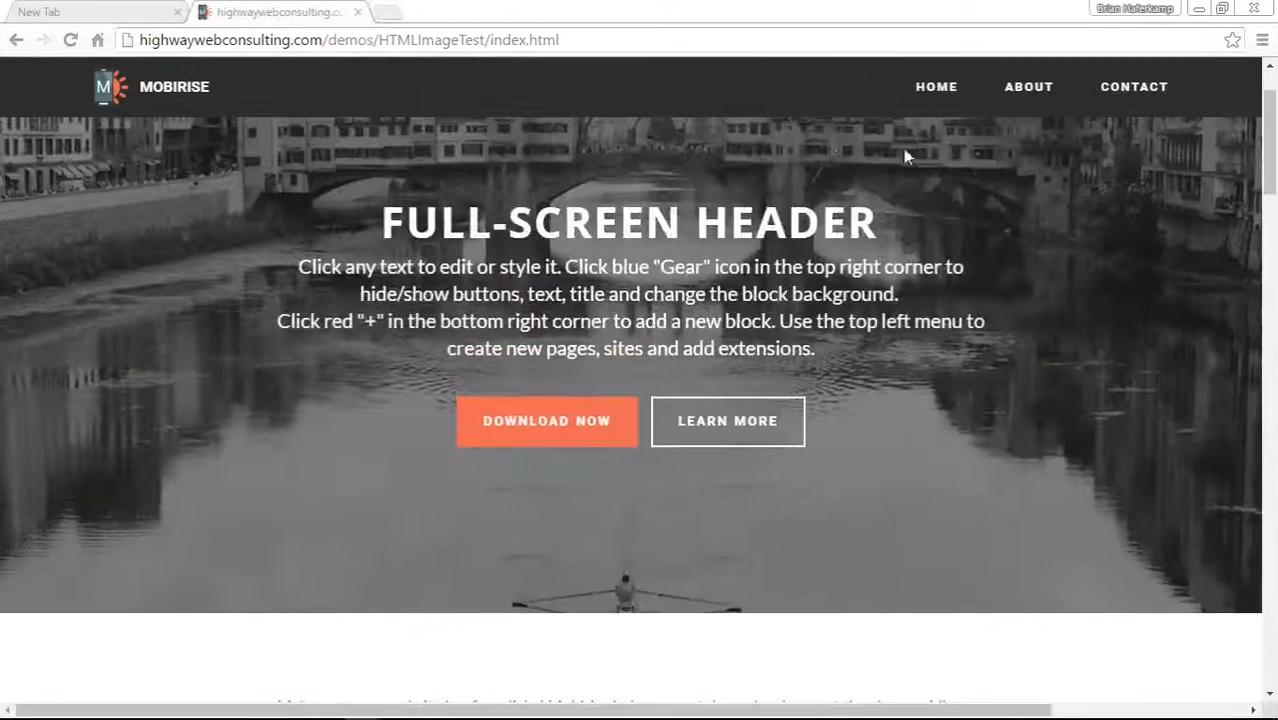 New Tab
highwaywebconsulting.c
Brian Haferkamp
highwaywebconsulting.com/demos/HTMLImageTest/index.html
M MOBIRISE HOME ABOUT CONTACT
FULL-SCREEN HEADER
Click any text to edit or style it. Click blue "Gear" icon in the top right corner to
hide/show buttons, text, title and change the block background.
Click red "+" in the bottom right corner to add a new block. Use the top left menu to
create new pages, sites and add extensions.
DOWNLOAD NOW LEARN MORE